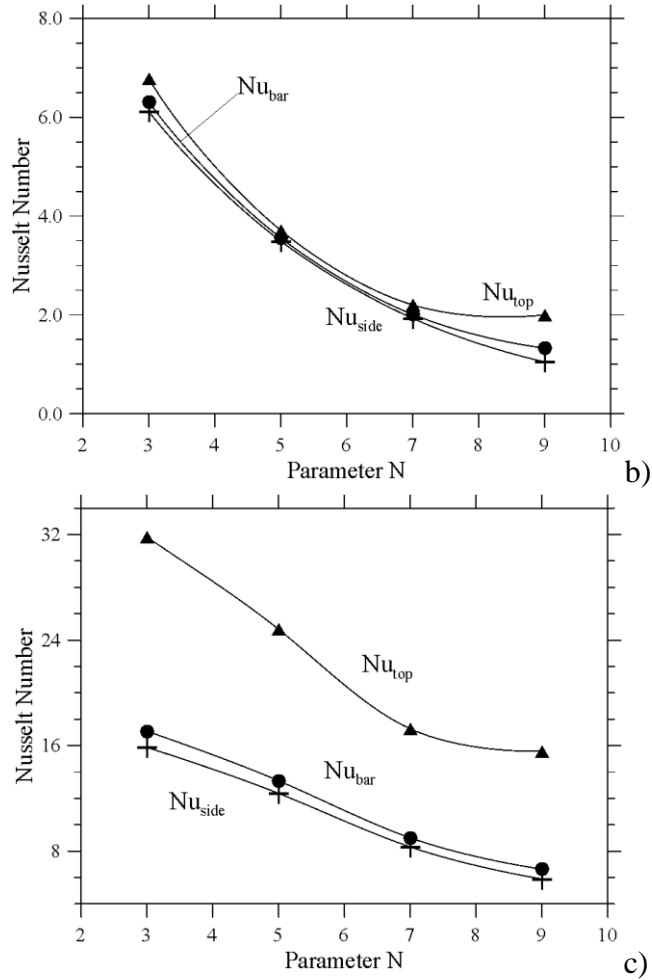 8.0
6.0
4.0
2.0
0.0
Nusselt Number
Nu_bar
Nu_top
Nu_side
2 3 4 5 6 7 8 9 10
Parameter N
b)
32
24
16
8
Nusselt Number
Nu_top
Nu_bar
Nu_side
2 3 4 5 6 7 8 9 10
Parameter N
c)